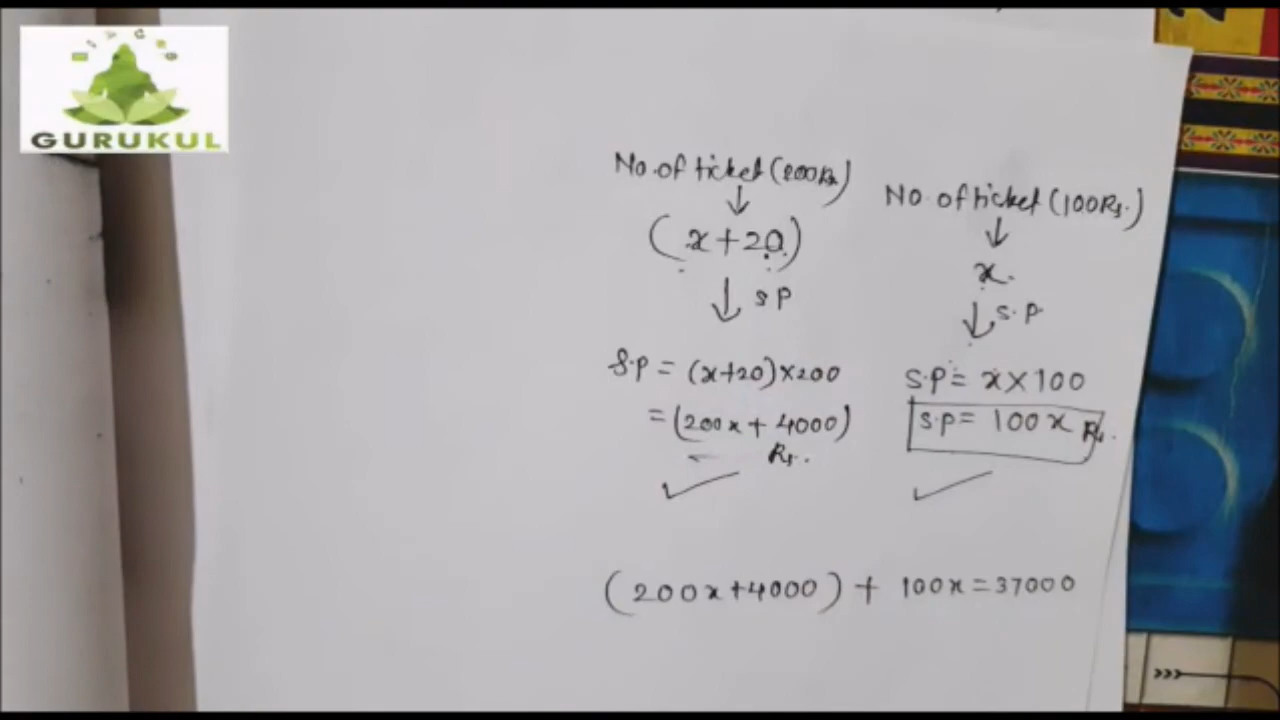 GURUKUL
No. of ticket (200Rs)
↓
(x+20)
↓ S P
S.P = (x+20)×200
= (200x + 4000)
Rs.
✓
No. of ticket (100Rs.)
↓
x.
↓ S.P
S.P = x × 100
S.P = 100x Rs.
✓
(200x+4000) + 100x = 37000